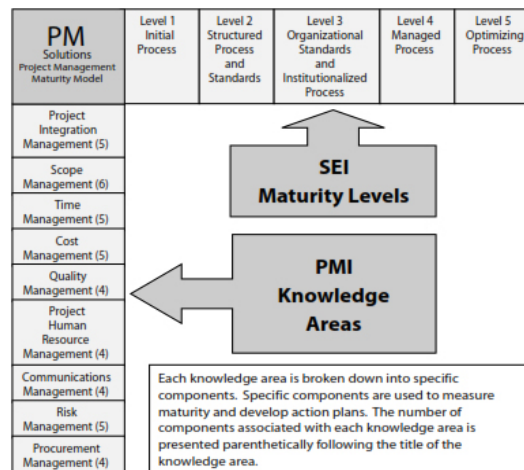 PM
Solutions
Project Management
Maturity Model
Level 1
Initial
Process
Level 2
Structured
Process
and
Standards
Level 3
Organizational
Standards
and
Institutionalized
Process
Level 4
Managed
Process
Level 5
Optimizing
Process
Project
Integration
Management (5)
Scope
Management (6)
Time
Management (5)
Cost
Management (5)
Quality
Management (4)
Project
Human
Resource
Management (4)
Communications
Management (4)
Risk
Management (5)
Procurement
Management (4)
SEI
Maturity Levels
PMI
Knowledge
Areas
Each knowledge area is broken down into specific
components. Specific components are used to measure
maturity and develop action plans. The number of
components associated with each knowledge area is
presented parenthetically following the title of the
knowledge area.